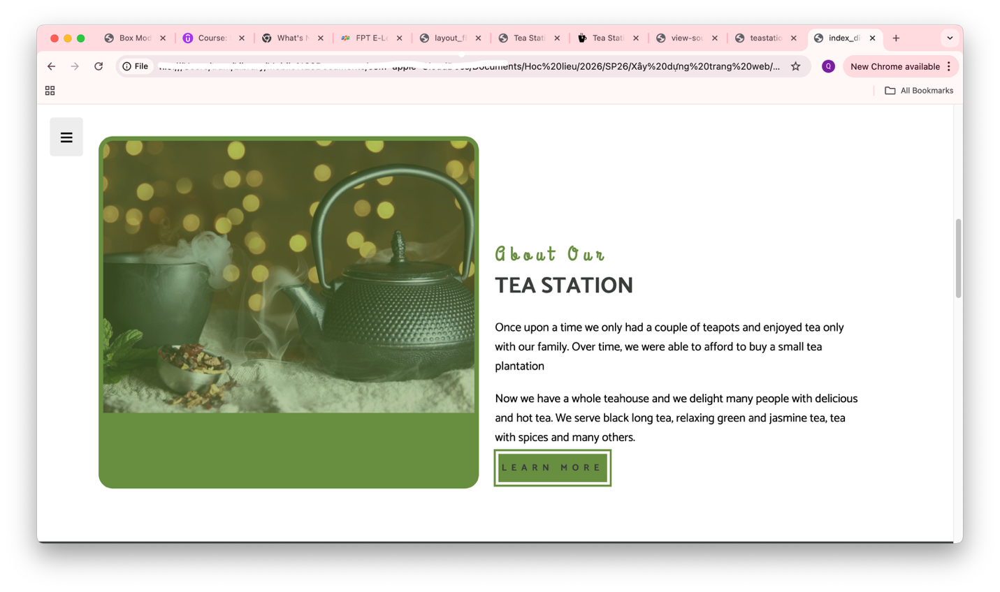 Box Mod
Course:
What's N
FPT E-Le
layout_fi
Tea Stati
Tea Stati
view-sou
teastatio
index_di
File
Documents/Hoc%20lieu/2026/SP26/Xây%20dựng%20trang%20web/...
Q
New Chrome available
All Bookmarks
About Our
TEA STATION
Once upon a time we only had a couple of teapots and enjoyed tea only
with our family. Over time, we were able to afford to buy a small tea
plantation
Now we have a whole teahouse and we delight many people with delicious
and hot tea. We serve black long tea, relaxing green and jasmine tea, tea
with spices and many others.
LEARN MORE